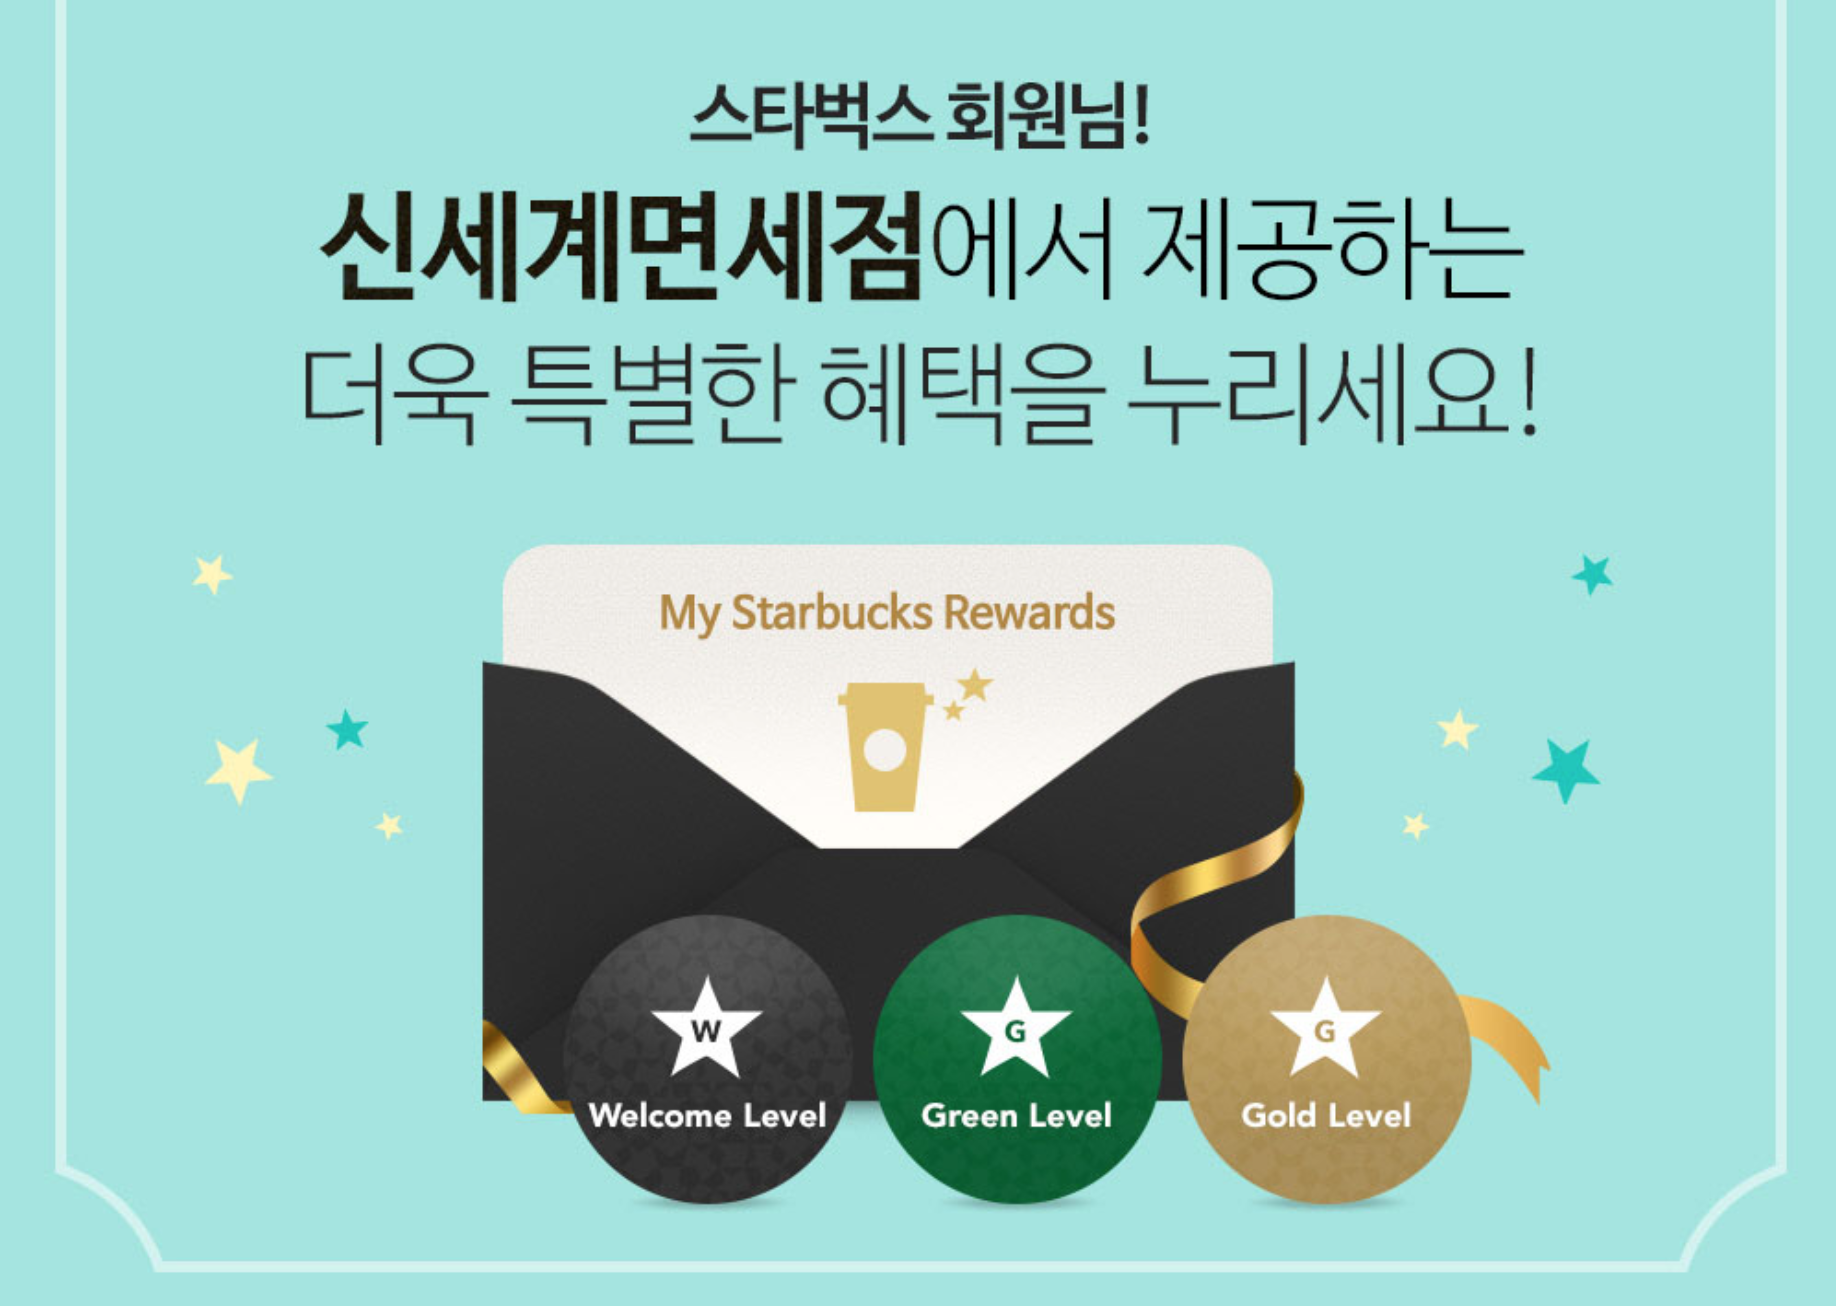 스타벅스 회원님!
신세계면세점에서 제공하는
더욱 특별한 혜택을 누리세요!
My Starbucks Rewards
W
Welcome Level
G
Green Level
G
Gold Level